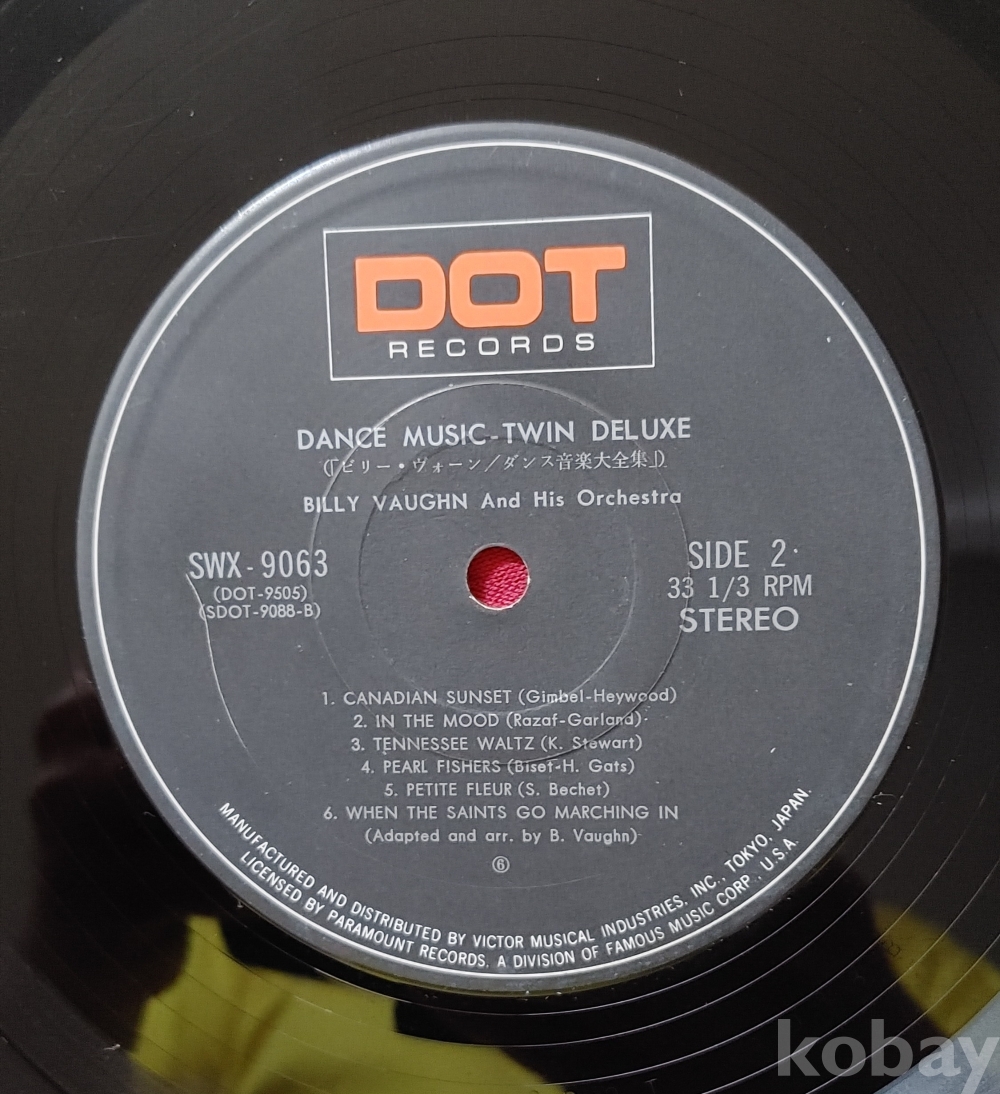 DOT
RECORDS
DANCE MUSIC-TWIN DELUXE
(『ビリー・ヴォーン/ダンス音楽大全集』)
BILLY VAUGHN And His Orchestra
SWX-9063
(DOT-9505)
(SDOT-9088-B)
SIDE 2
33 1/3 RPM
STEREO
1. CANADIAN SUNSET (Gimbel-Heywood)
2. IN THE MOOD (Razaf-Garland)
3. TENNESSEE WALTZ (K. Stewart)
4. PEARL FISHERS (Biset-H. Gats)
5. PETITE FLEUR (S. Bechet)
6. WHEN THE SAINTS GO MARCHING IN
(Adapted and arr. by B. Vaughn)
⑥
MANUFACTURED AND DISTRIBUTED BY VICTOR MUSICAL INDUSTRIES, INC., TOKYO, JAPAN.
LICENSED BY PARAMOUNT RECORDS. A DIVISION OF FAMOUS MUSIC CORP., U.S.A.
kobay